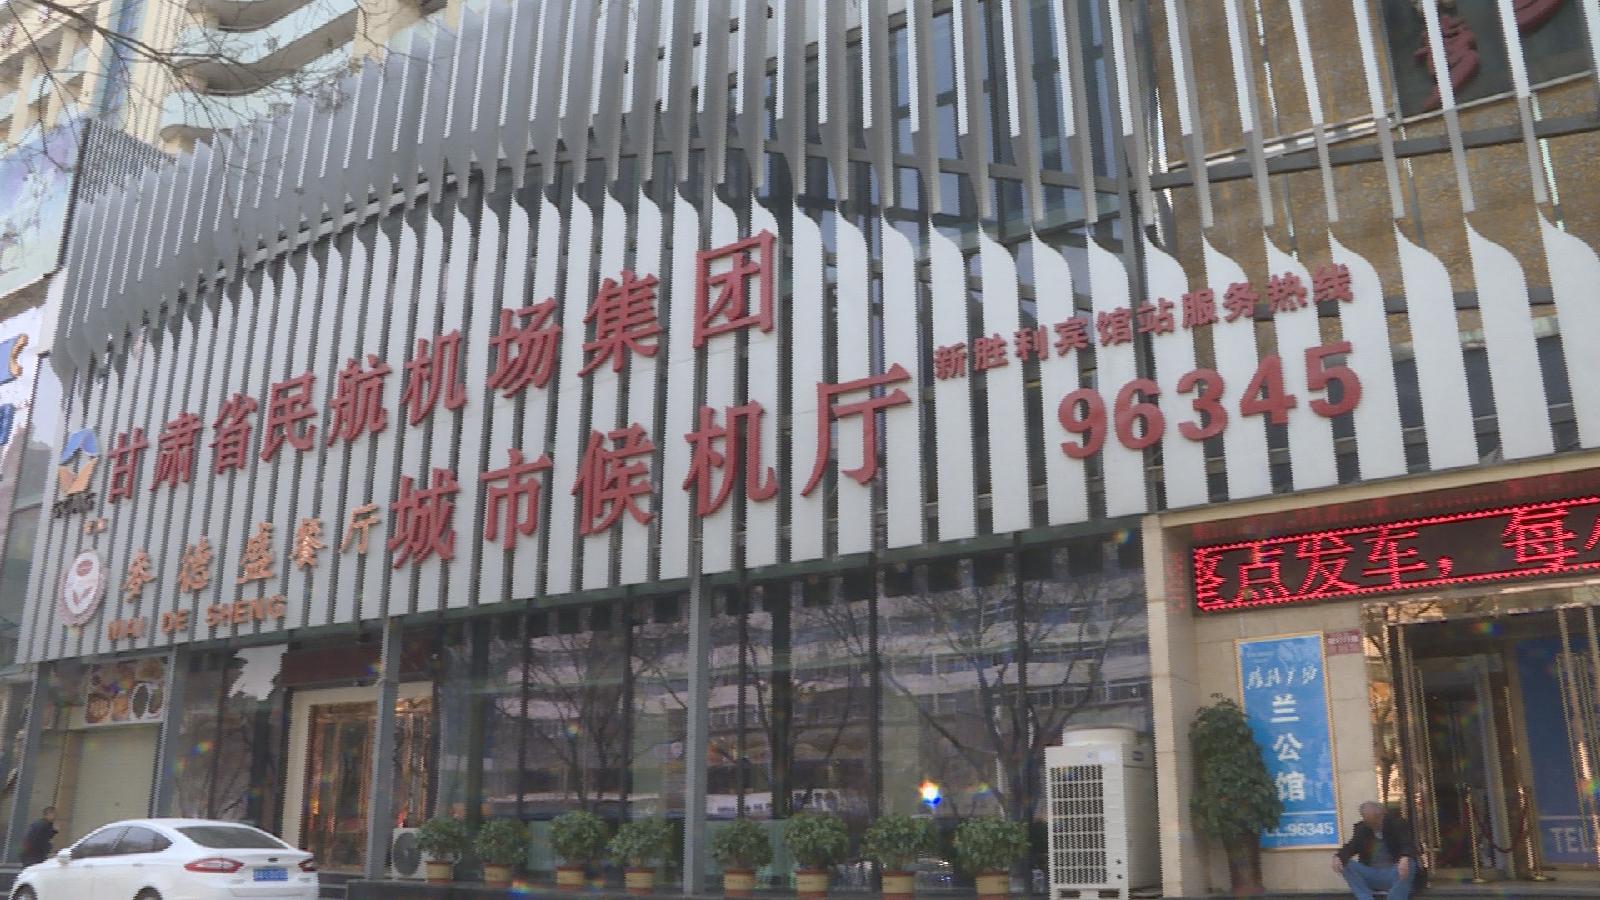 甘肃省民航机场集团
城市候机厅
新胜利宾馆站服务热线
96345
麥德盛餐厅
MAI DE SHENG
点发车，每
兰公馆
TEL:96345
TEL